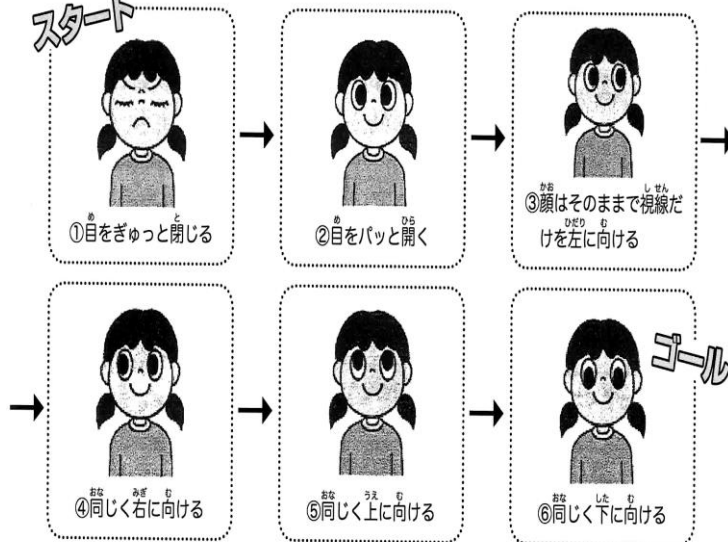 スタート
①目をぎゅっと閉じる
②目をパッと開く
③顔はそのままで視線だ
けを左に向ける
④同じく右に向ける
⑤同じく上に向ける
⑥同じく下に向ける
ゴール